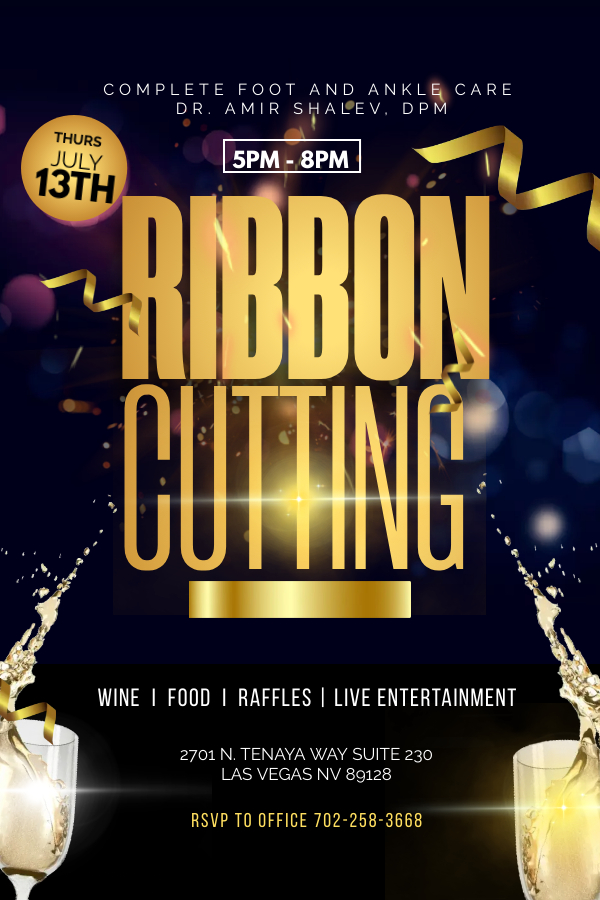 COMPLETE FOOT AND ANKLE CARE
DR. AMIR SHALEV, DPM
THURS
JULY
13TH
5PM - 8PM
RIBBON
CUTTING
WINE I FOOD I RAFFLES | LIVE ENTERTAINMENT
2701 N. TENAYA WAY SUITE 230
LAS VEGAS NV 89128
RSVP TO OFFICE 702-258-3668